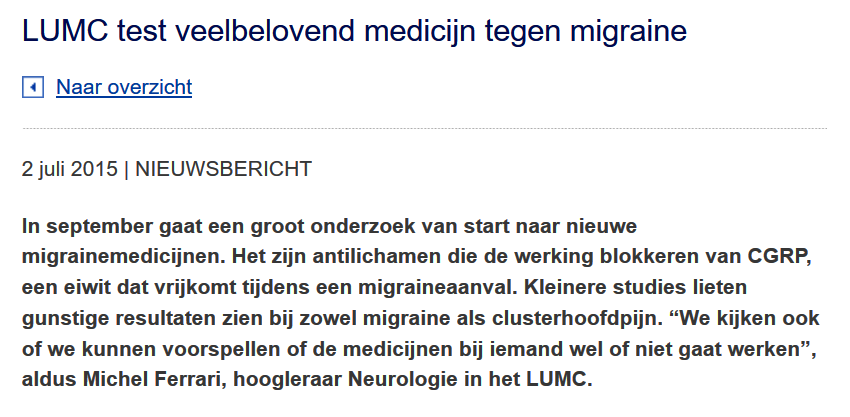 LUMC test veelbelovend medicijn tegen migraine
Naar overzicht
2 juli 2015 | NIEUWSBERICHT
In september gaat een groot onderzoek van start naar nieuwe
migrainemedicijnen. Het zijn antilichamen die de werking blokkeren van CGRP,
een eiwit dat vrijkomt tijdens een migraineaanval. Kleinere studies lieten
gunstige resultaten zien bij zowel migraine als clusterhoofdpijn. “We kijken ook
of we kunnen voorspellen of de medicijnen bij iemand wel of niet gaat werken”,
aldus Michel Ferrari, hoogleraar Neurologie in het LUMC.